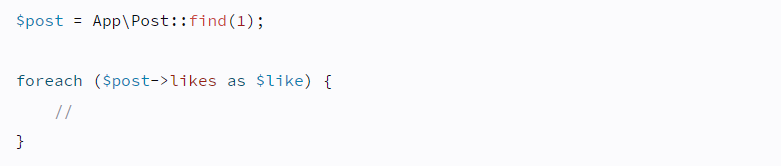 $post = App\Post::find(1);
foreach ($post->likes as $like) {
    //
}